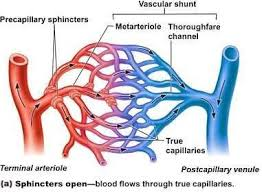 Vascular shunt
Precapillary sphincters
Metarteriole
Thoroughfare
channel
True
capillaries
Terminal arteriole
Postcapillary venule
(a) Sphincters open—blood flows through true capillaries.